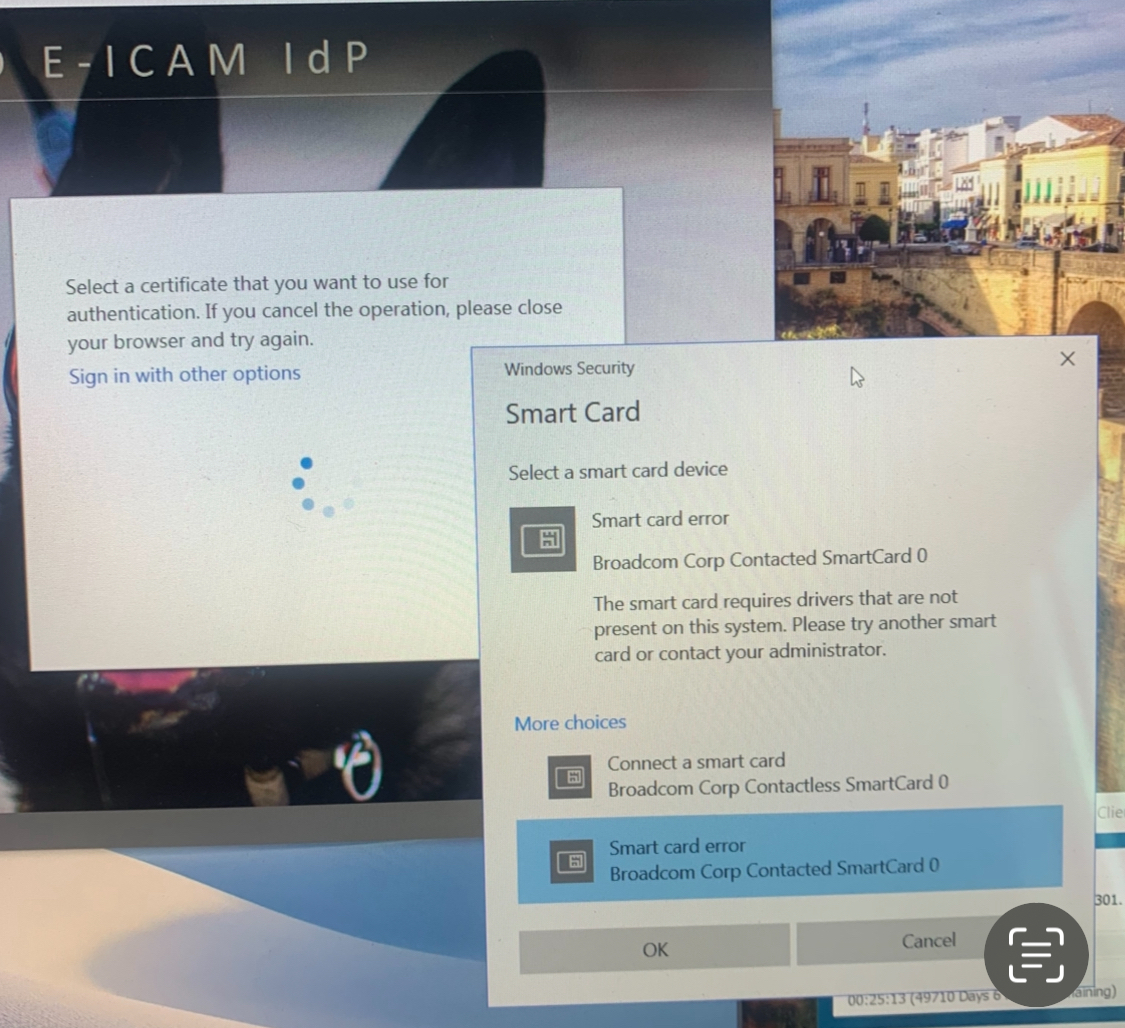 E-ICAM IdP
Select a certificate that you want to use for
authentication. If you cancel the operation, please close
your browser and try again.
Sign in with other options
Windows Security
Smart Card
Select a smart card device
Smart card error
Broadcom Corp Contacted SmartCard 0
The smart card requires drivers that are not
present on this system. Please try another smart
card or contact your administrator.
More choices
Connect a smart card
Broadcom Corp Contactless SmartCard 0
Smart card error
Broadcom Corp Contacted SmartCard 0
OK
Cancel
Clie
301.
00:25:13 (49710 Days 6
aining)